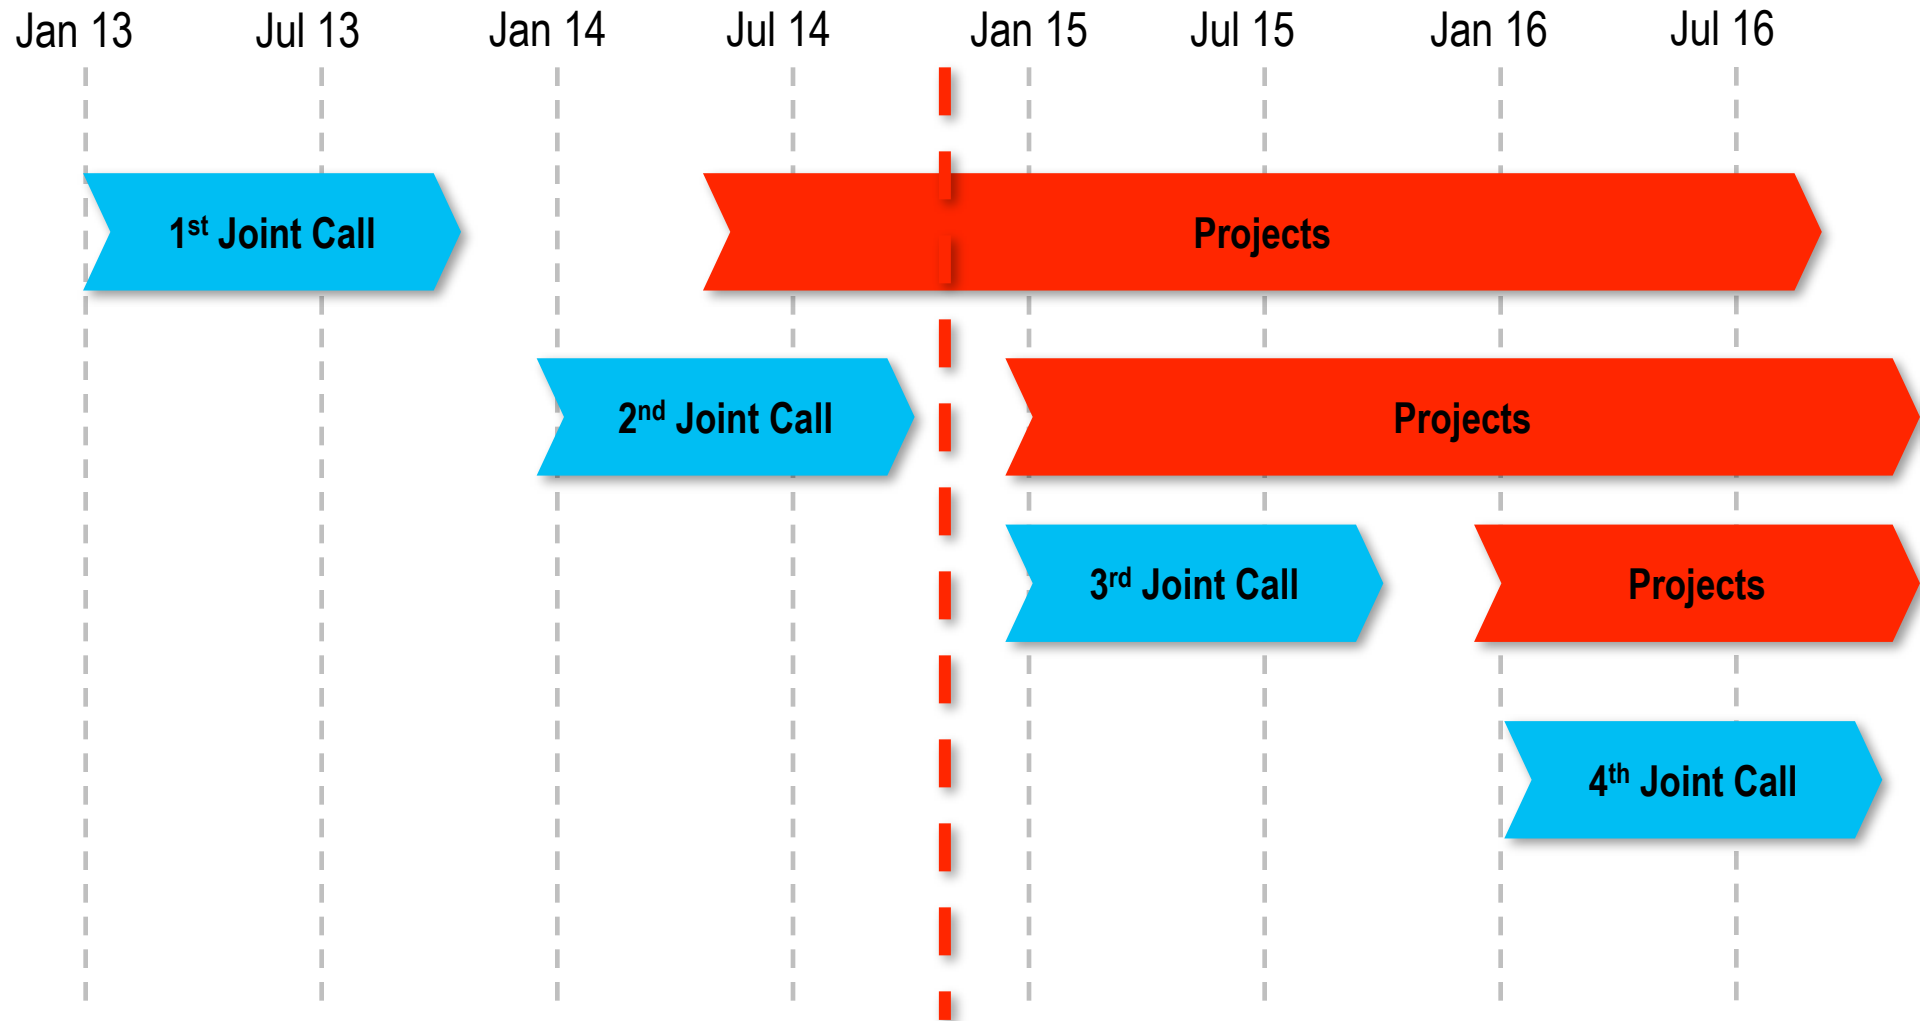 Jan 13 Jul 13 Jan 14 Jul 14 Jan 15 Jul 15 Jan 16 Jul 16
1st Joint Call
Projects
2nd Joint Call
Projects
3rd Joint Call
Projects
4th Joint Call